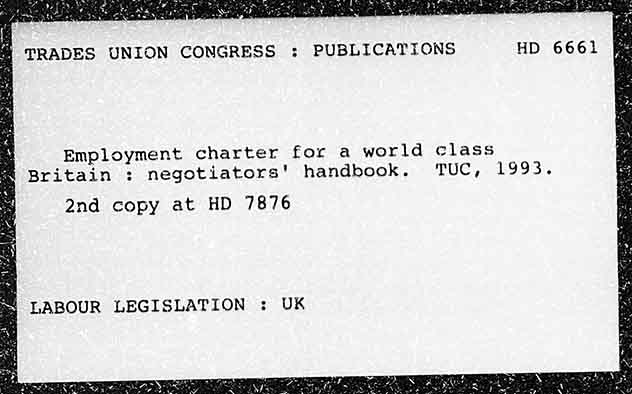 TRADES UNION CONGRESS : PUBLICATIONS HD 6661
Employment charter for a world class
Britain : negotiators' handbook. TUC, 1993.
2nd copy at HD 7876
LABOUR LEGISLATION : UK